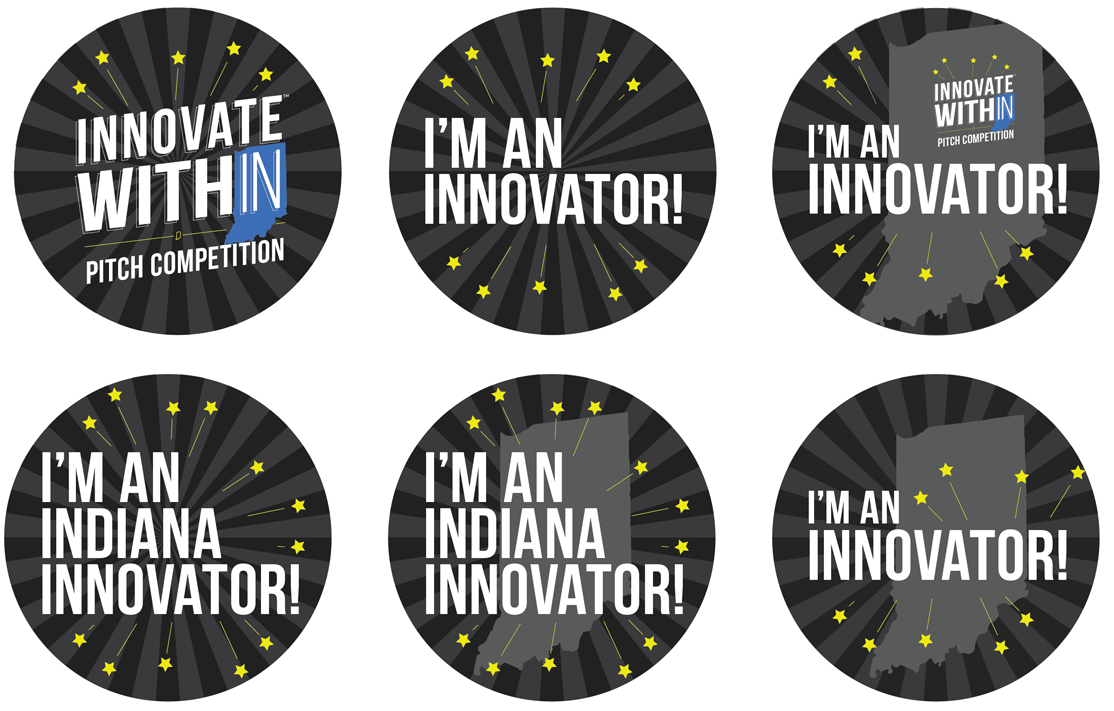 INNOVATE™
WITHIN
PITCH COMPETITION
I'M AN
INNOVATOR!
INNOVATE
WITHIN
PITCH COMPETITION
I'M AN
INNOVATOR!
I'M AN
INDIANA
INNOVATOR!
I'M AN
INDIANA
INNOVATOR!
I'M AN
INNOVATOR!